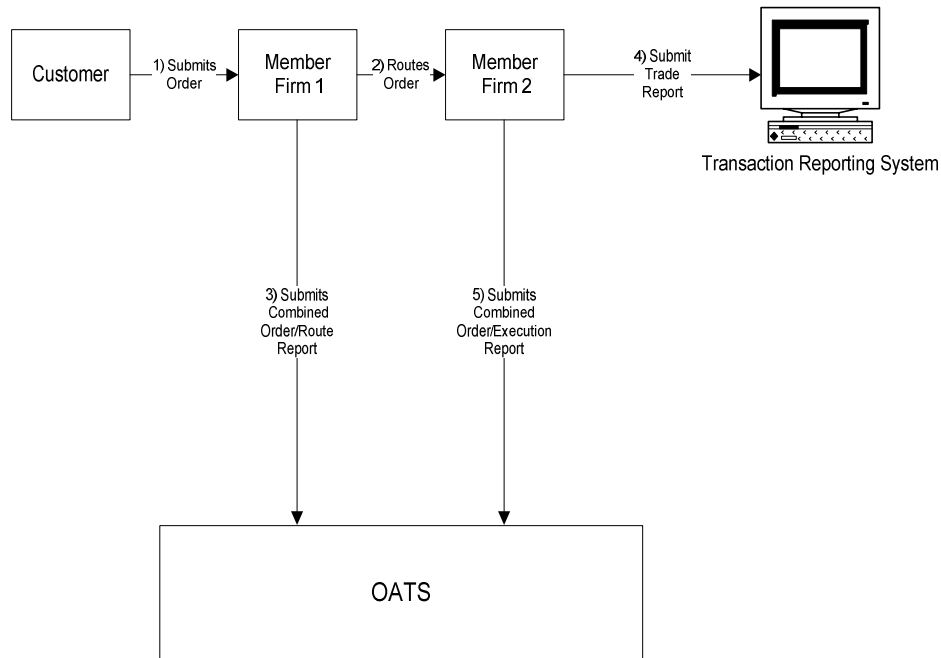 Customer
1) Submits
Order
Member
Firm 1
2) Routes
Order
Member
Firm 2
4) Submit
Trade
Report
Transaction Reporting System
3) Submits
Combined
Order/Route
Report
5) Submits
Combined
Order/Execution
Report
OATS